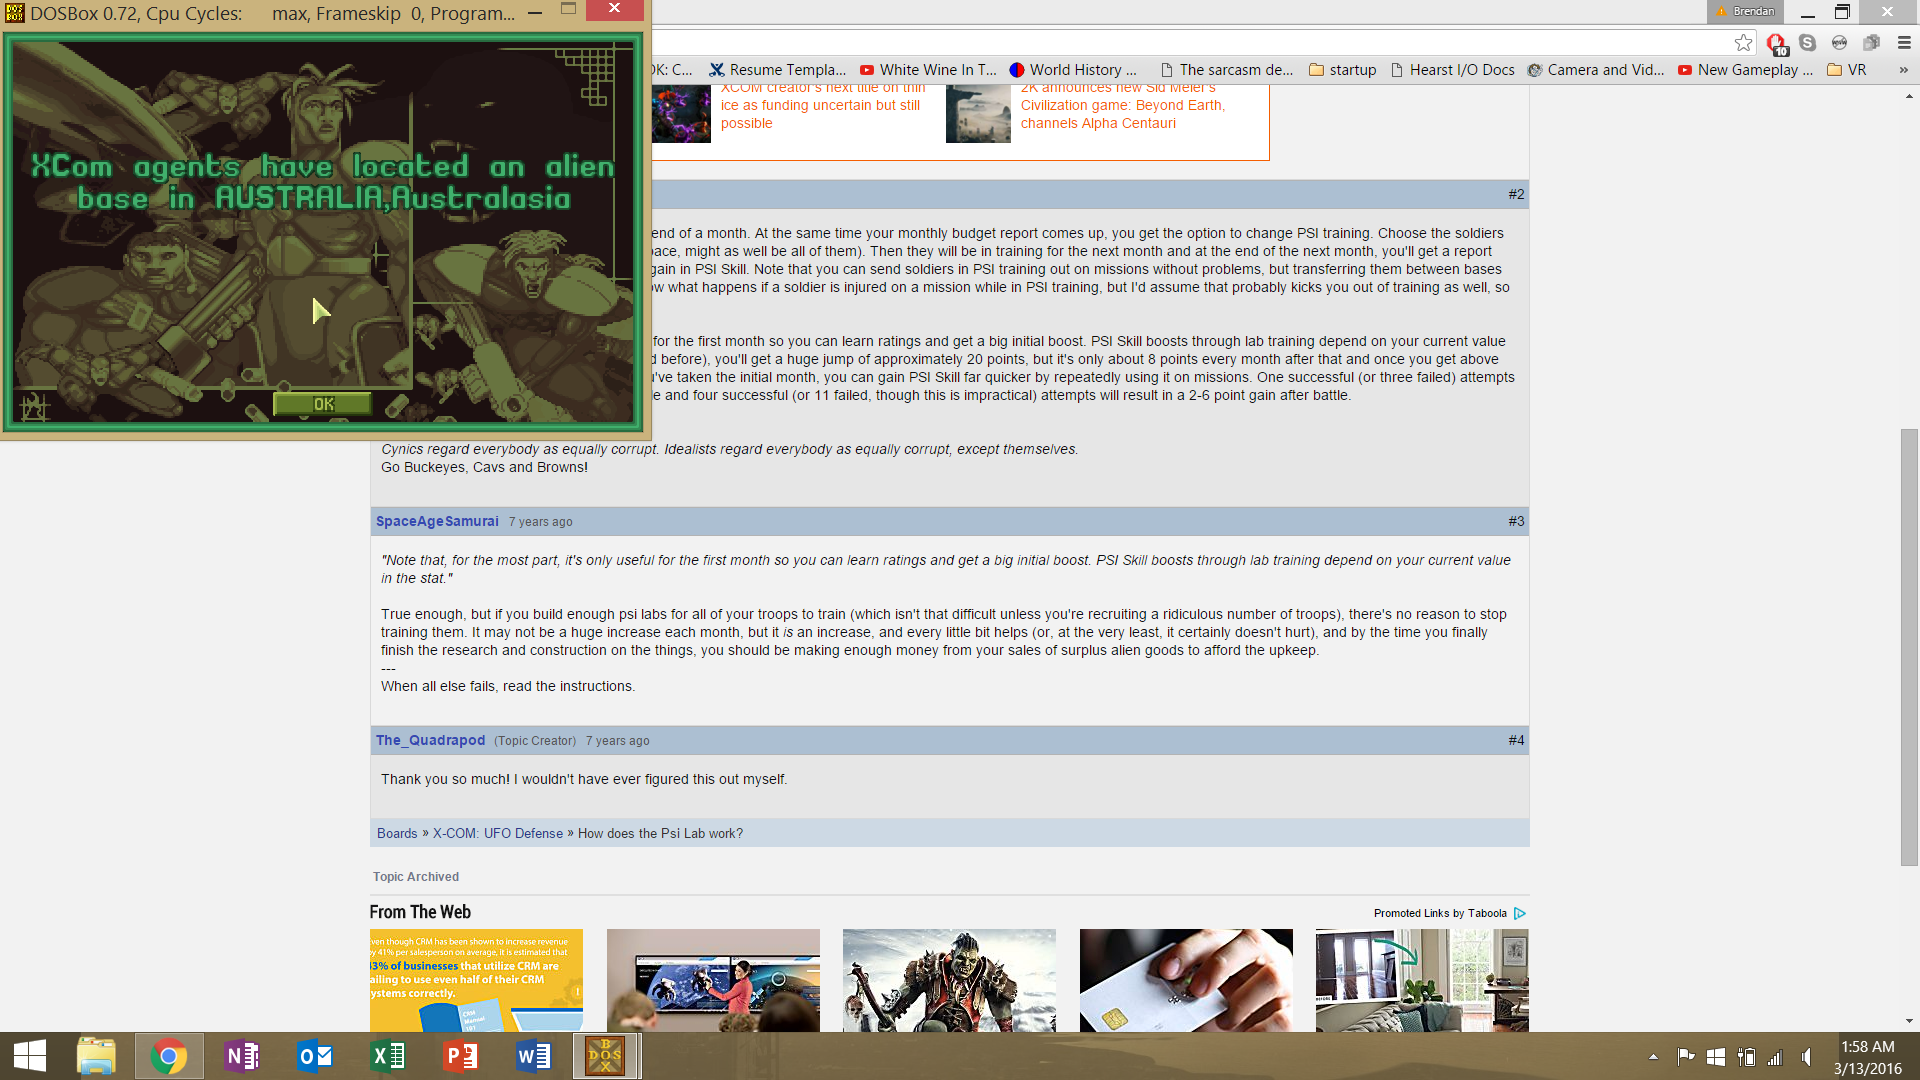 DOSBox 0.72, Cpu Cycles: max, Frameskip 0, Program...
Brendan
XCom agents have located an alien
base in AUSTRALIA,Australasia
OK
10
K: C...
Resume Templa...
White Wine In T...
World History ...
The sarcasm de...
startup
Hearst I/O Docs
Camera and Vid...
New Gameplay ...
VR
»
XCOM creator's next title on thin
ice as funding uncertain but still
possible
2K announces new Sid Meier's
Civilization game: Beyond Earth,
channels Alpha Centauri
#2
end of a month. At the same time your monthly budget report comes up, you get the option to change PSI training. Choose the soldiers
ace, might as well be all of them). Then they will be in training for the next month and at the end of the next month, you'll get a report
gain in PSI Skill. Note that you can send soldiers in PSI training out on missions without problems, but transferring them between bases
w what happens if a soldier is injured on a mission while in PSI training, but I'd assume that probably kicks you out of training as well, so
for the first month so you can learn ratings and get a big initial boost. PSI Skill boosts through lab training depend on your current value
d before), you'll get a huge jump of approximately 20 points, but it's only about 8 points every month after that and once you get above
u've taken the initial month, you can gain PSI Skill far quicker by repeatedly using it on missions. One successful (or three failed) attempts
e and four successful (or 11 failed, though this is impractical) attempts will result in a 2-6 point gain after battle.
Cynics regard everybody as equally corrupt. Idealists regard everybody as equally corrupt, except themselves.
Go Buckeyes, Cavs and Browns!
SpaceAgeSamurai 7 years ago
#3
"Note that, for the most part, it's only useful for the first month so you can learn ratings and get a big initial boost. PSI Skill boosts through lab training depend on your current value
in the stat."
True enough, but if you build enough psi labs for all of your troops to train (which isn't that difficult unless you're recruiting a ridiculous number of troops), there's no reason to stop
training them. It may not be a huge increase each month, but it is an increase, and every little bit helps (or, at the very least, it certainly doesn't hurt), and by the time you finally
finish the research and construction on the things, you should be making enough money from your sales of surplus alien goods to afford the upkeep.
---
When all else fails, read the instructions.
The_Quadrapod (Topic Creator) 7 years ago
#4
Thank you so much! I wouldn't have ever figured this out myself.
Boards » X-COM: UFO Defense » How does the Psi Lab work?
Topic Archived
From The Web
Promoted Links by Taboola
ven though CRM has been shown to increase revenue
by 41% per salesperson on average, it is estimated that
43% of businesses that utilize CRM are
ailing to use even half of their CRM
ystems correctly.
CRM
Manual
101
BEFORE
DOS
BOX
1:58 AM
3/13/2016